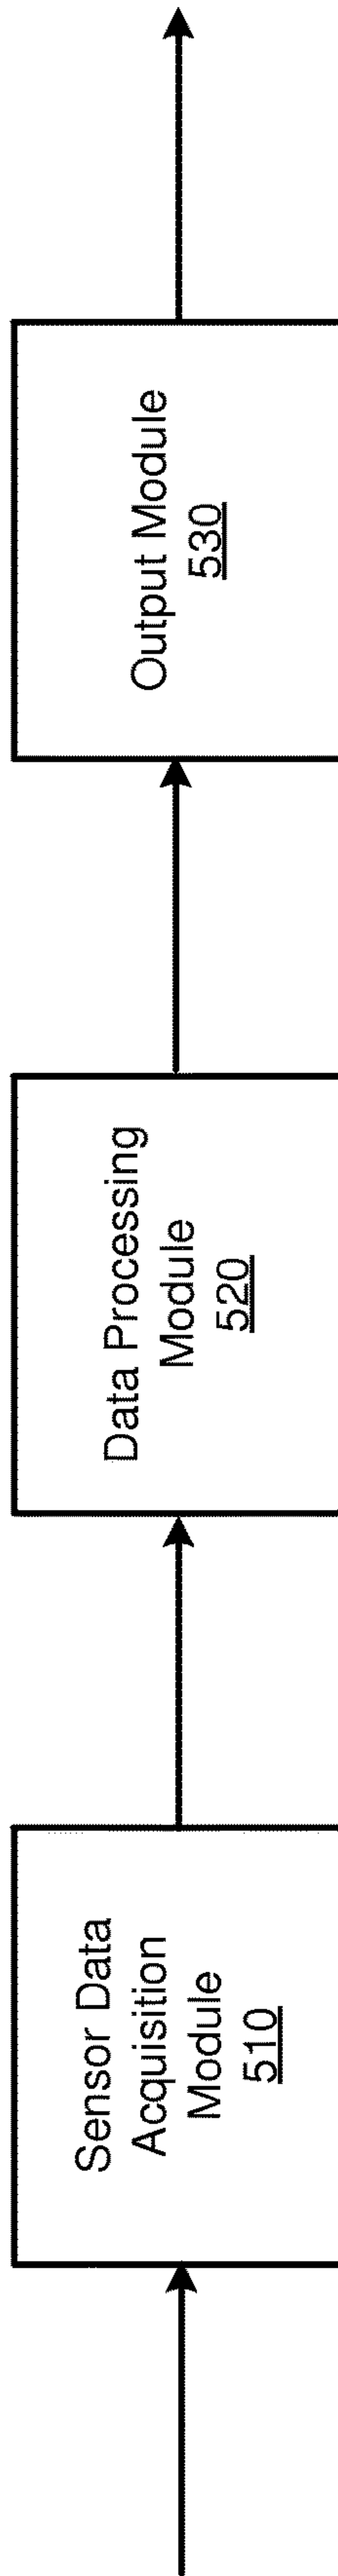 Sensor Data
Acquisition
Module
510
Data Processing
Module
520
Output Module
530